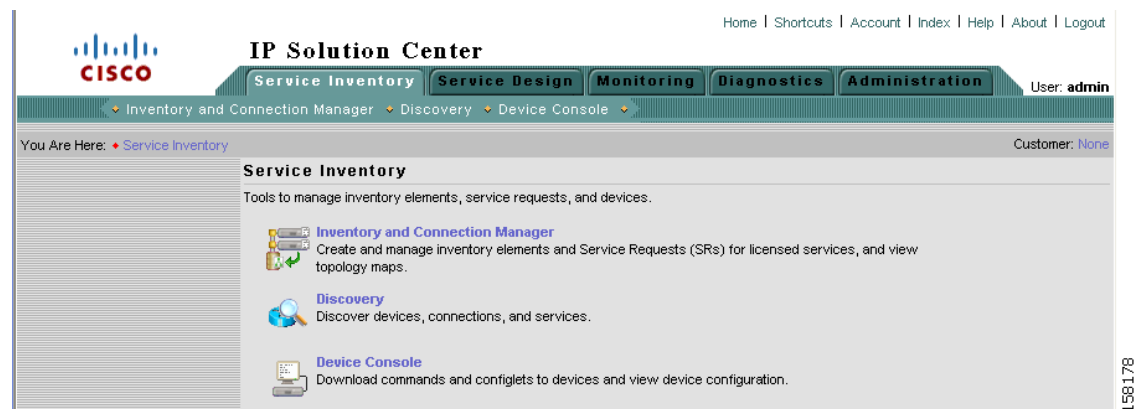 Home | Shortcuts | Account | Index | Help | About | Logout
CISCO
IP Solution Center
Service Inventory Service Design Monitoring Diagnostics Administration
User: admin
Inventory and Connection Manager Discovery Device Console
You Are Here: Service Inventory
Customer: None
Service Inventory
Tools to manage inventory elements, service requests, and devices.
Inventory and Connection Manager
Create and manage inventory elements and Service Requests (SRs) for licensed services, and view
topology maps.
Discovery
Discover devices, connections, and services.
Device Console
Download commands and configlets to devices and view device configuration.
158178